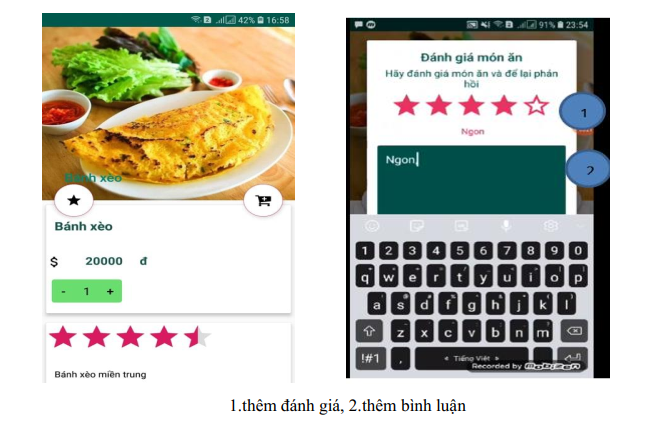 42% 16:58
Bánh xèo
Bánh xèo
$ 20000 đ
- 1 +
Bánh xèo miền trung
91% 23:54
Đánh giá món ăn
Hãy đánh giá món ăn và để lại phản
hồi
1
Ngon
2
Ngon
1 2 3 4 5 6 7 8 9 0
q w e r t y u i o p
a s d f g h j k l
z x c v b n m
!#1 , < Tiếng Việt > .
Recorded by
1.thêm đánh giá, 2.thêm bình luận